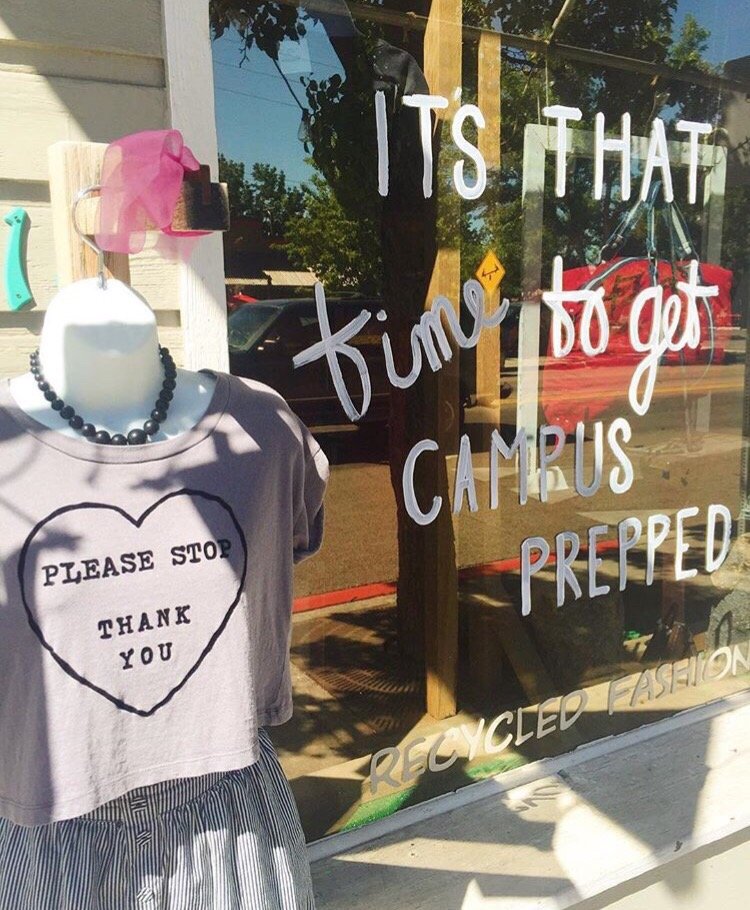 IT'S THAT
time to get
CAMPUS
PREPPED
RECYCLED FASHION
PLEASE STOP
THANK
YOU